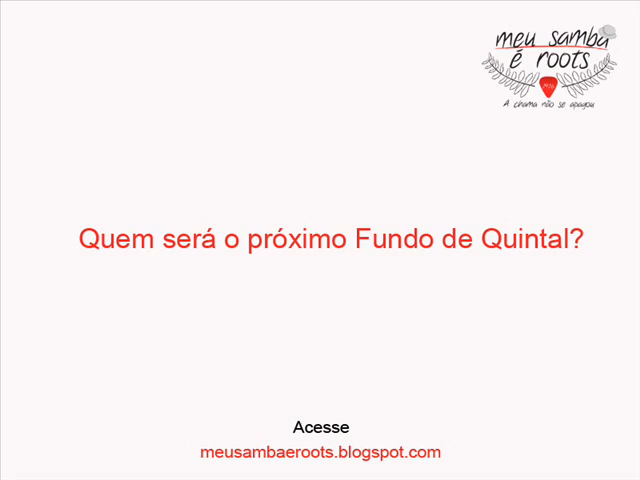 meu samba
é roots
A chama não se apagou
Quem será o próximo Fundo de Quintal?
Acesse
meusambaeroots.blogspot.com